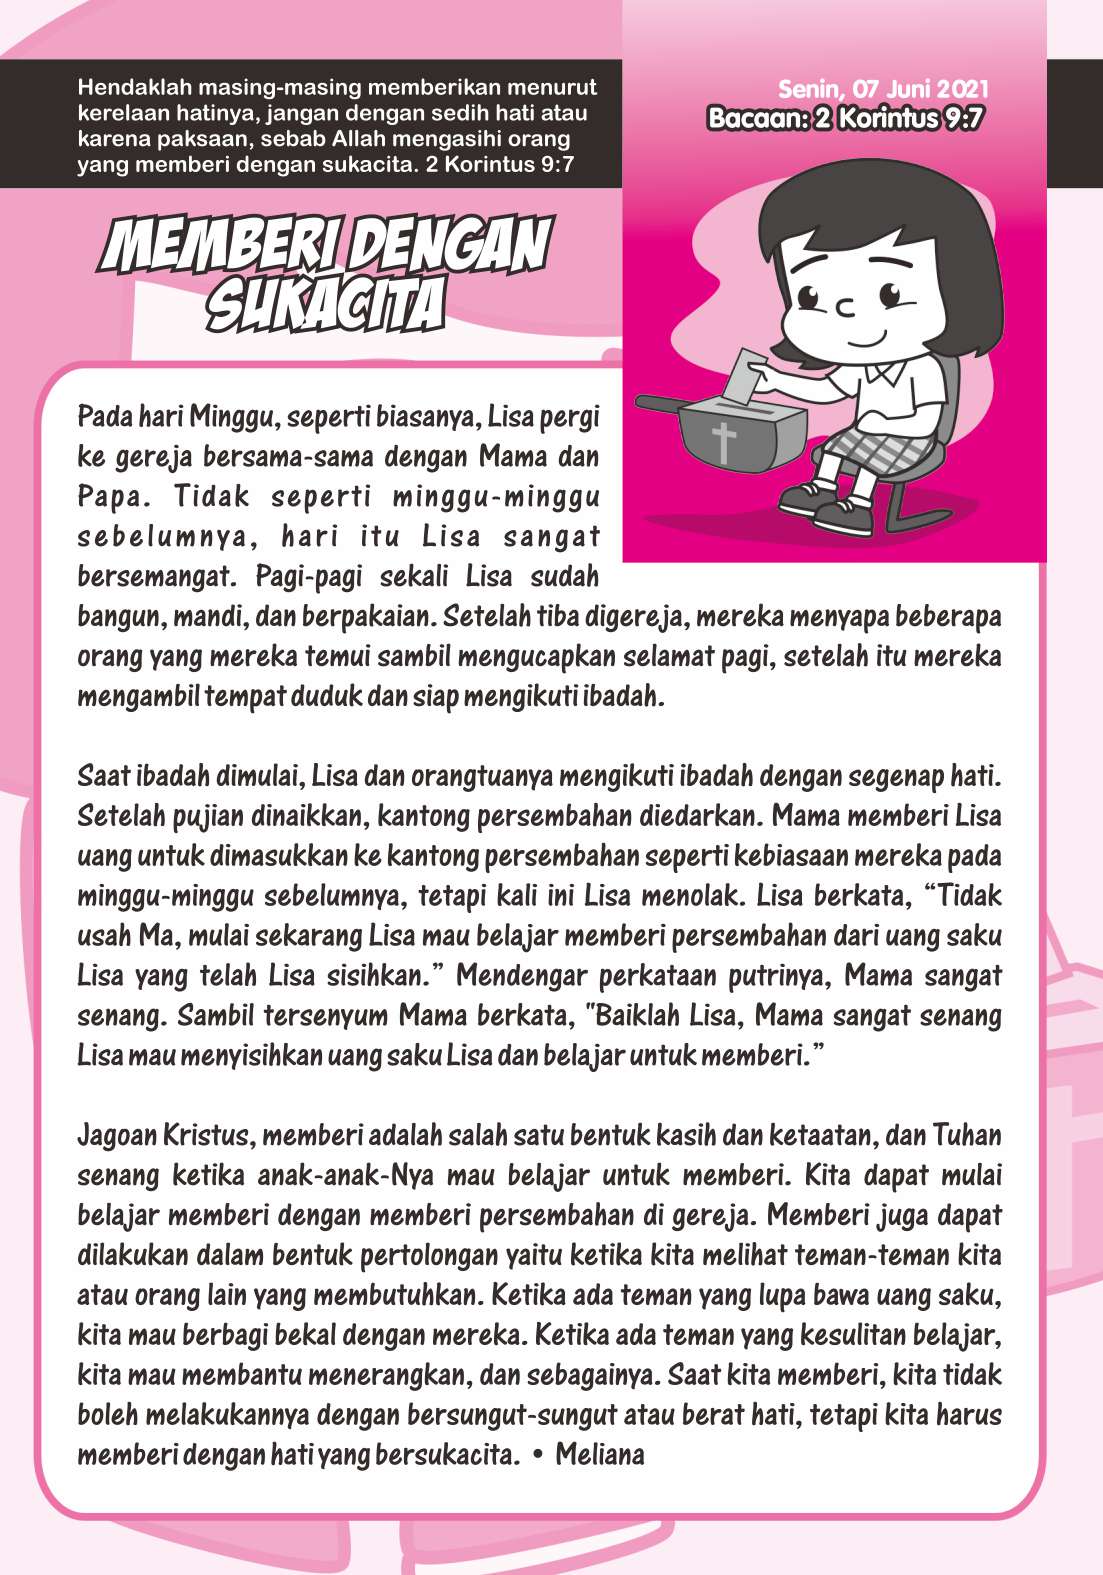 Hendaklah masing-masing memberikan menurut
kerelaan hatinya, jangan dengan sedih hati atau
karena paksaan, sebab Allah mengasihi orang
yang memberi dengan sukacita. 2 Korintus 9:7
Senin, 07 Juni 2021
Bacaan: 2 Korintus 9:7
MEMBERI DENGAN
SUKACITA
Pada hari Minggu, seperti biasanya, Lisa pergi
ke gereja bersama-sama dengan Mama dan
Papa. Tidak seperti minggu-minggu
sebelumnya, hari itu Lisa sangat
bersemangat. Pagi-pagi sekali Lisa sudah
bangun, mandi, dan berpakaian. Setelah tiba digereja, mereka menyapa beberapa
orang yang mereka temui sambil mengucapkan selamat pagi, setelah itu mereka
mengambil tempat duduk dan siap mengikuti ibadah.
Saat ibadah dimulai, Lisa dan orangtuanya mengikuti ibadah dengan segenap hati.
Setelah pujian dinaikkan, kantong persembahan diedarkan. Mama memberi Lisa
uang untuk dimasukkan ke kantong persembahan seperti kebiasaan mereka pada
minggu-minggu sebelumnya, tetapi kali ini Lisa menolak. Lisa berkata, “Tidak
usah Ma, mulai sekarang Lisa mau belajar memberi persembahan dari uang saku
Lisa yang telah Lisa sisihkan.” Mendengar perkataan putrinya, Mama sangat
senang. Sambil tersenyum Mama berkata, "Baiklah Lisa, Mama sangat senang
Lisa mau menyisihkan uang saku Lisa dan belajar untuk memberi.”
Jagoan Kristus, memberi adalah salah satu bentuk kasih dan ketaatan, dan Tuhan
senang ketika anak-anak-Nya mau belajar untuk memberi. Kita dapat mulai
belajar memberi dengan memberi persembahan di gereja. Memberi juga dapat
dilakukan dalam bentuk pertolongan yaitu ketika kita melihat teman-teman kita
atau orang lain yang membutuhkan. Ketika ada teman yang lupa bawa uang saku,
kita mau berbagi bekal dengan mereka. Ketika ada teman yang kesulitan belajar,
kita mau membantu menerangkan, dan sebagainya. Saat kita memberi, kita tidak
boleh melakukannya dengan bersungut-sungut atau berat hati, tetapi kita harus
memberi dengan hati yang bersukacita. • Meliana